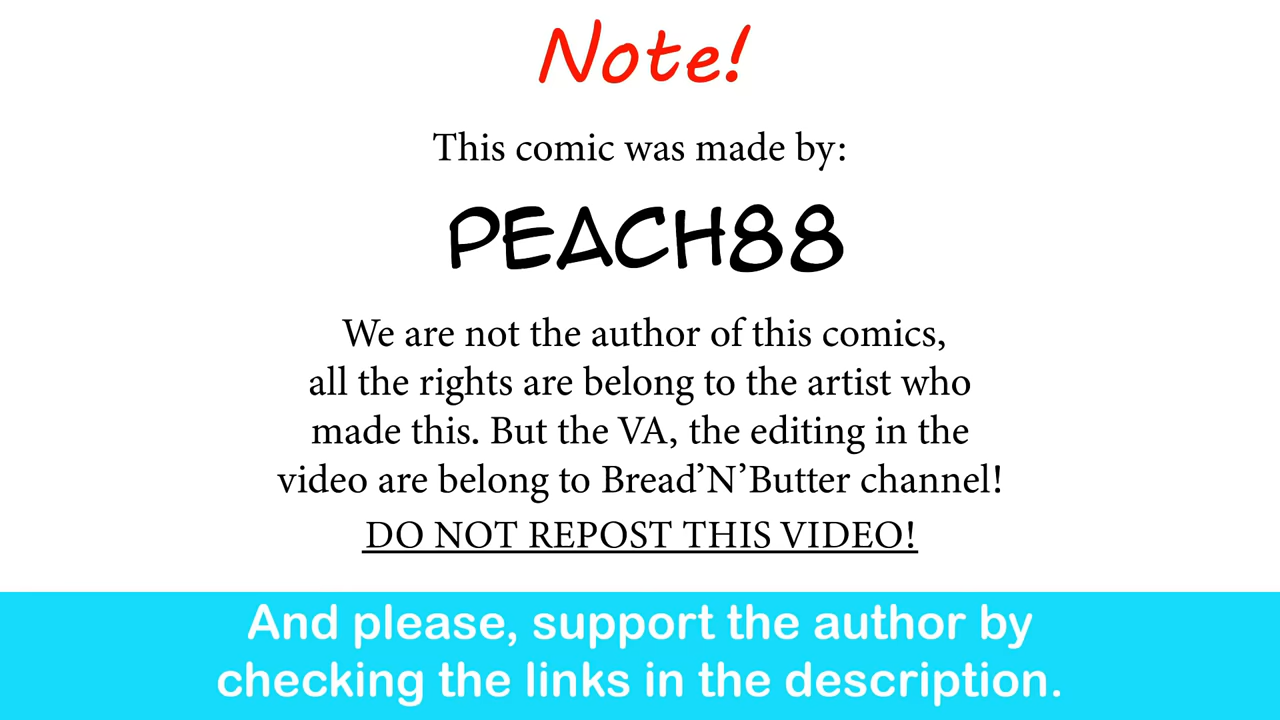 Note!
This comic was made by:
PEACH88
We are not the author of this comics,
all the rights are belong to the artist who
made this. But the VA, the editing in the
video are belong to Bread’N’Butter channel!
DO NOT REPOST THIS VIDEO!
And please, support the author by
checking the links in the description.